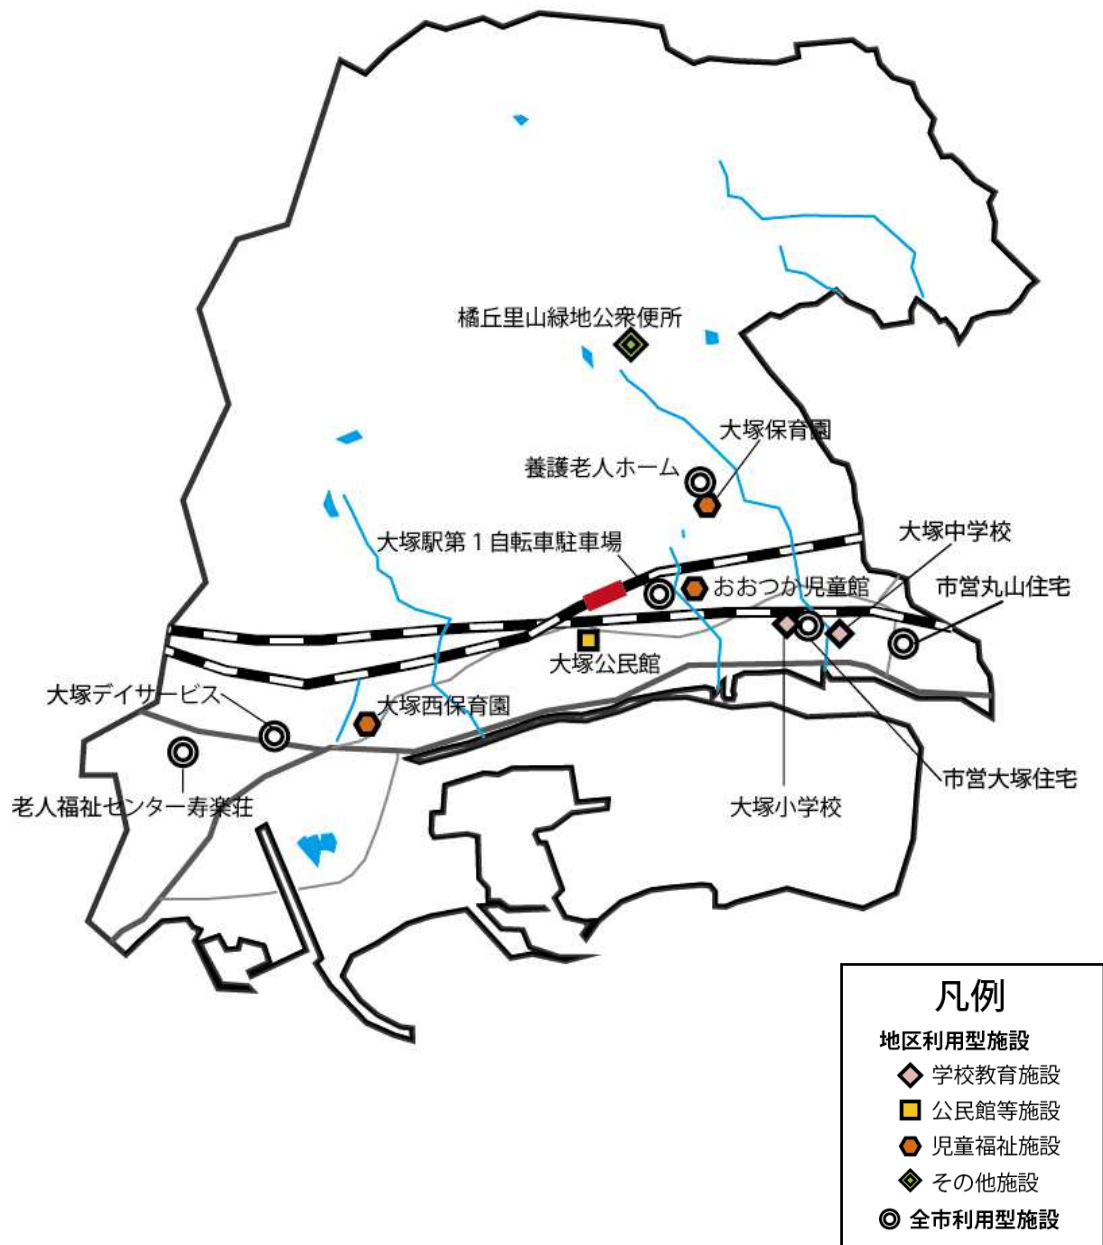 橘丘里山緑地公衆便所
大塚保育園
養護老人ホーム
大塚中学校
大塚駅第１自転車駐車場
おおつか児童館
市営丸山住宅
大塚公民館
大塚デイサービス
大塚西保育園
市営大塚住宅
老人福祉センター寿楽荘
大塚小学校
凡例
地区利用型施設
学校教育施設
公民館等施設
児童福祉施設
その他施設
全市利用型施設